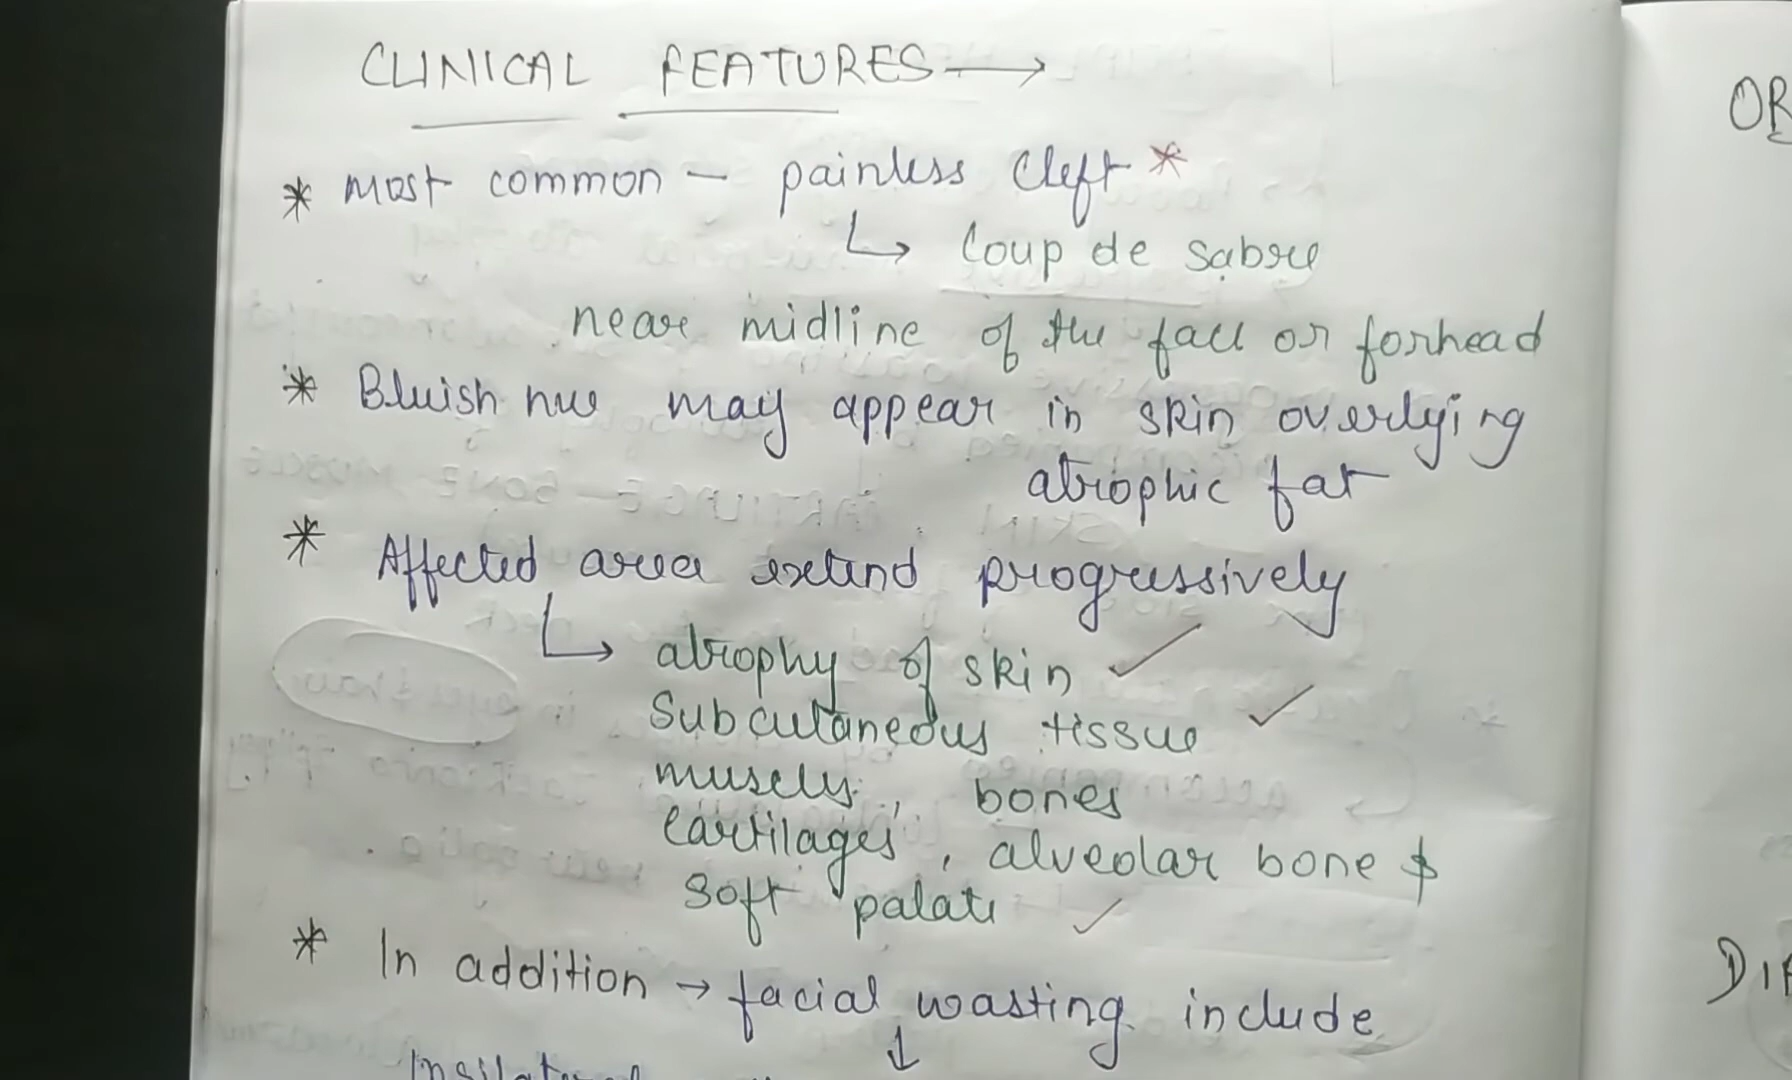 CLINICAL FEATURES →
* most common - painless cleft *
↳ Coup de sabre
near midline of the face or forhead
* Bluish hue may appear in skin overlying
atrophic fat
* Affected area extend progressively
↳ atrophy of skin ✓
Subcutaneous tissue ✓
muscles, bones
cartilages, alveolar bone &
Soft palate ✓
* In addition → facial wasting include
↓
OR
DIF